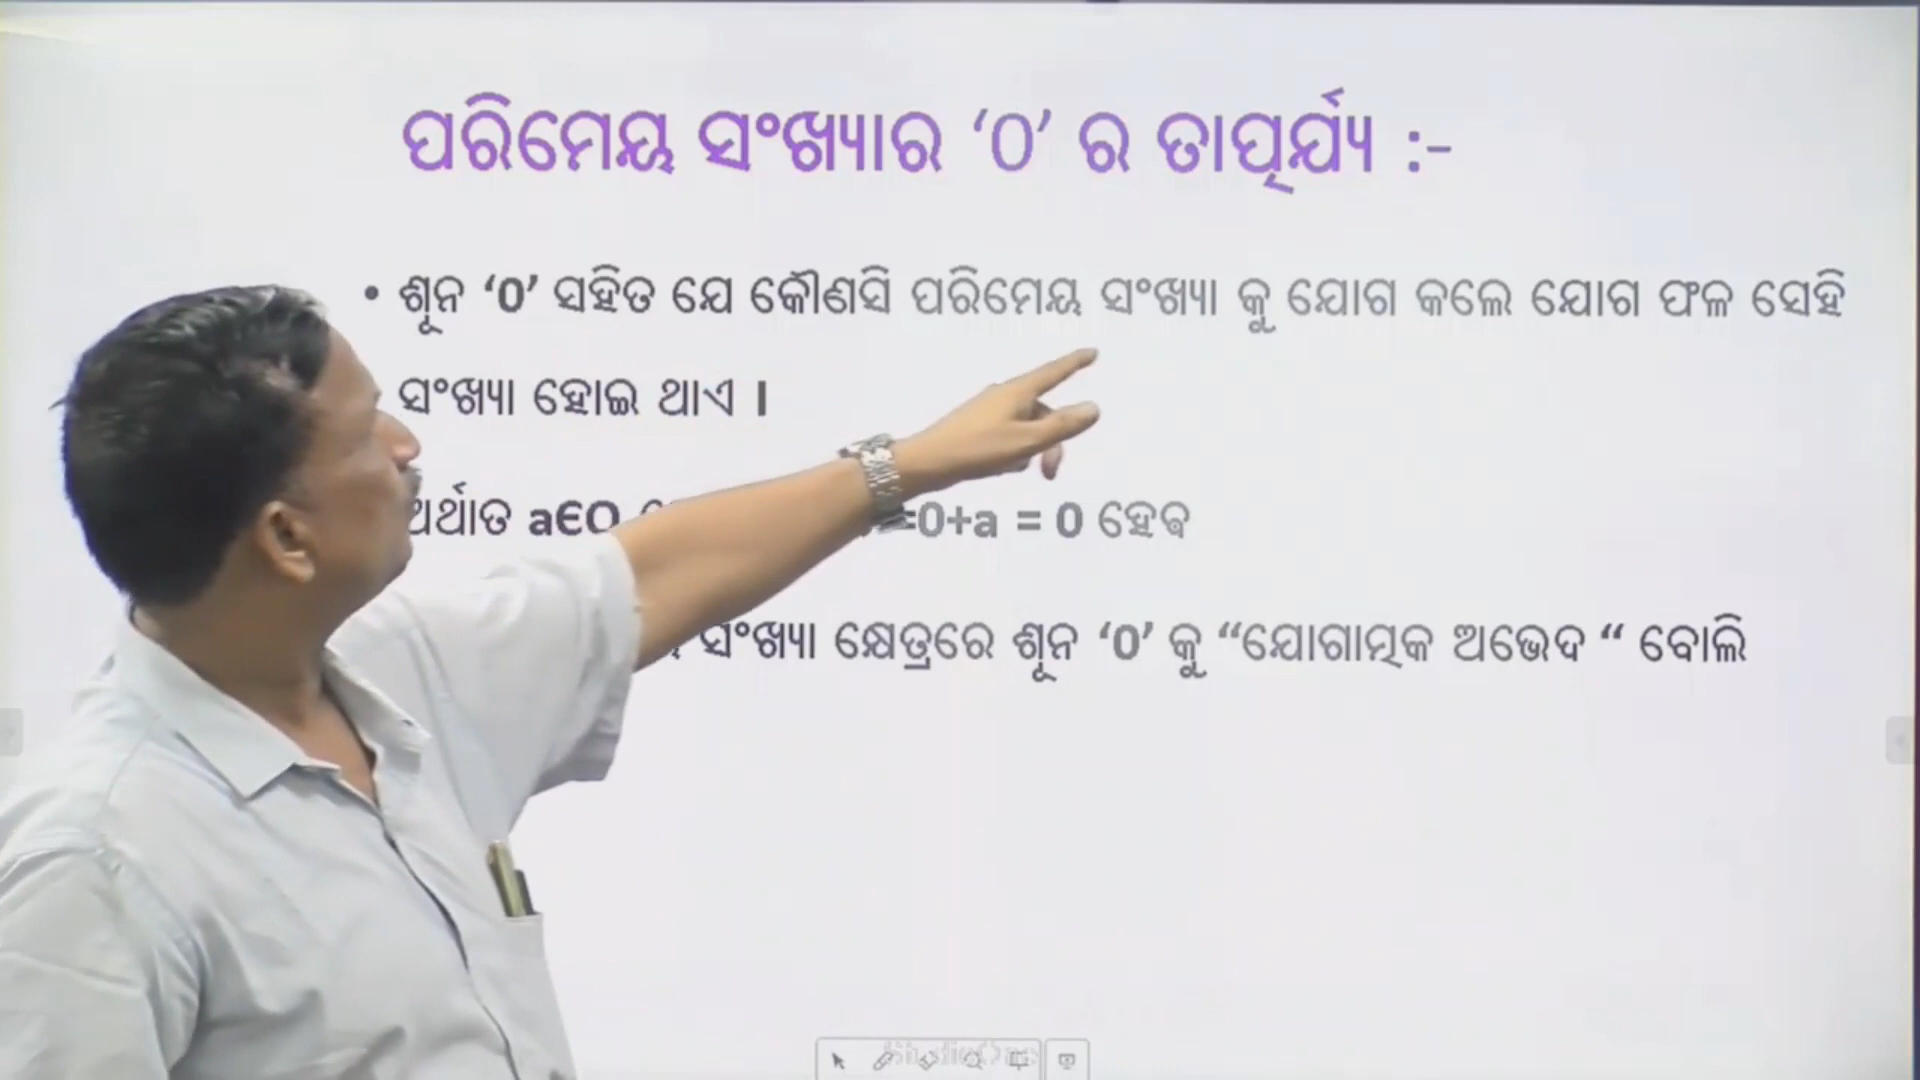 ପରିମେୟ ସଂଖ୍ୟାର ‘0’ ର ତାତ୍ପର୍ଯ୍ୟ :-
• ଶୂନ ‘0’ ସହିତ ଯେ କୌଣସି ପରିମେୟ ସଂଖ୍ୟା କୁ ଯୋଗ କଲେ ଯୋଗ ଫଳ ସେହି
ସଂଖ୍ୟା ହୋଇ ଥାଏ ।
ଅର୍ଥାତ aЄQ =0+a = 0 ହେବ
ସଂଖ୍ୟା କ୍ଷେତ୍ରରେ ଶୂନ ‘0’ କୁ “ଯୋଗାତ୍ମକ ଅଭେଦ “ ବୋଲି